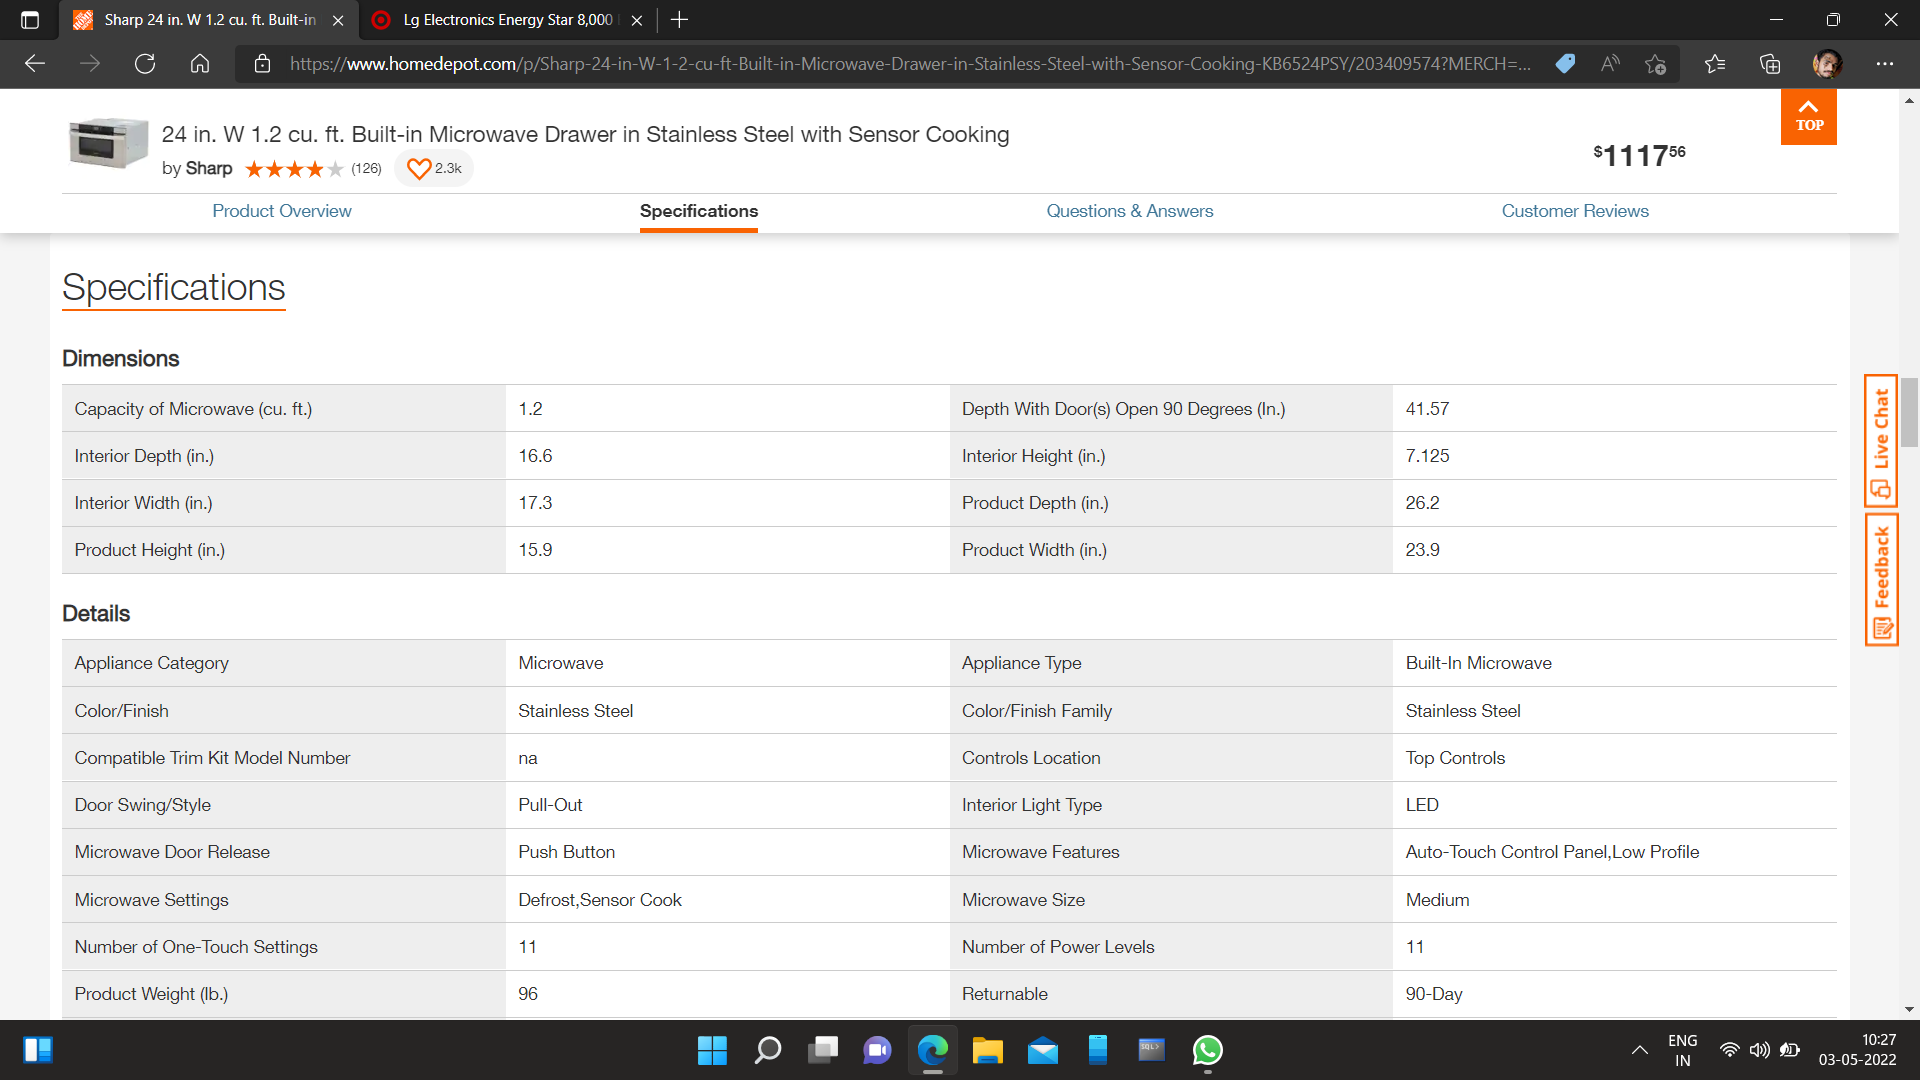 Sharp 24 in. W 1.2 cu. ft. Built-in
Lg Electronics Energy Star 8,000
https://www.homedepot.com/p/Sharp-24-in-W-1-2-cu-ft-Built-in-Microwave-Drawer-in-Stainless-Steel-with-Sensor-Cooking-KB6524PSY/203409574?MERCH=...
24 in. W 1.2 cu. ft. Built-in Microwave Drawer in Stainless Steel with Sensor Cooking
by Sharp (126) 2.3k
$1117 56
TOP
Product Overview Specifications Questions & Answers Customer Reviews
Specifications
Dimensions
Capacity of Microwave (cu. ft.) 1.2 Depth With Door(s) Open 90 Degrees (In.) 41.57
Interior Depth (in.) 16.6 Interior Height (in.) 7.125
Interior Width (in.) 17.3 Product Depth (in.) 26.2
Product Height (in.) 15.9 Product Width (in.) 23.9
Details
Appliance Category Microwave Appliance Type Built-In Microwave
Color/Finish Stainless Steel Color/Finish Family Stainless Steel
Compatible Trim Kit Model Number na Controls Location Top Controls
Door Swing/Style Pull-Out Interior Light Type LED
Microwave Door Release Push Button Microwave Features Auto-Touch Control Panel,Low Profile
Microwave Settings Defrost,Sensor Cook Microwave Size Medium
Number of One-Touch Settings 11 Number of Power Levels 11
Product Weight (lb.) 96 Returnable 90-Day
Live Chat
Feedback
SQL>
ENG
IN
10:27
03-05-2022